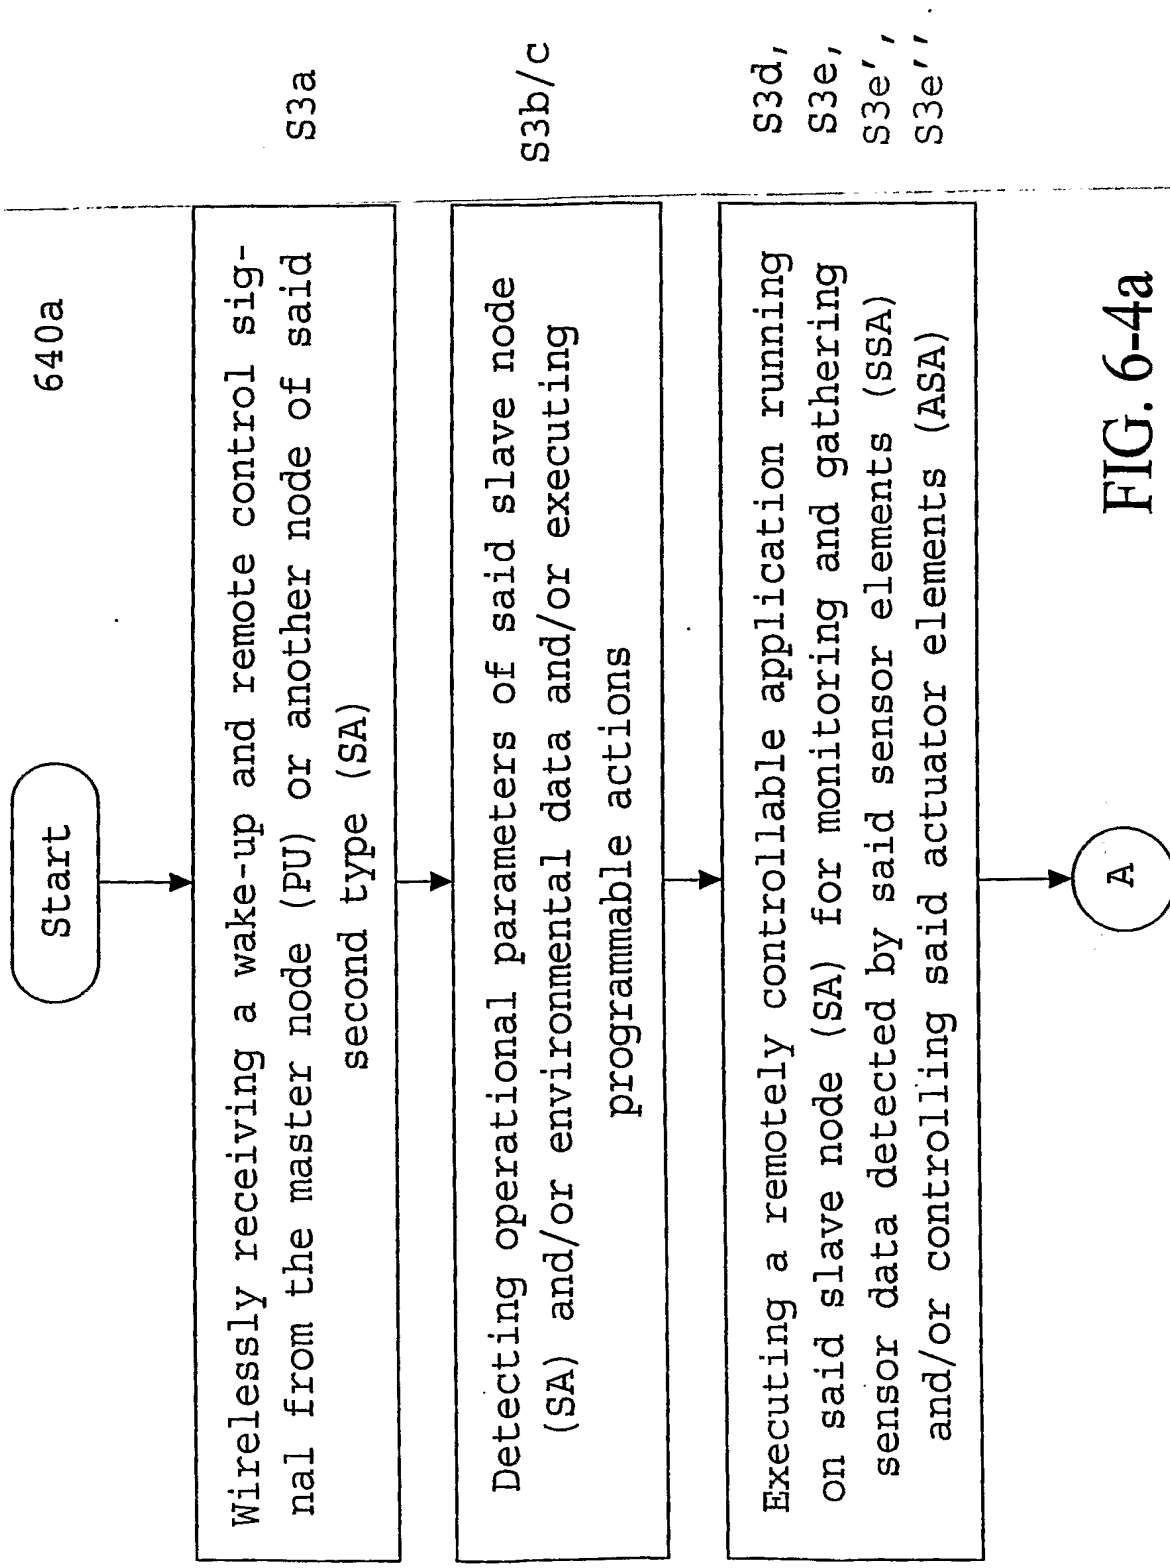 640a
Start
Wirelessly receiving a wake-up and remote control sig-
nal from the master node (PU) or another node of said
second type (SA)
S3a
Detecting operational parameters of said slave node
(SA) and/or environmental data and/or executing
programmable actions
S3b/c
Executing a remotely controllable application running
on said slave node (SA) for monitoring and gathering
sensor data detected by said sensor elements (SSA)
and/or controlling said actuator elements (ASA)
S3d,
S3e,
S3e',
S3e''
A
FIG. 6-4a